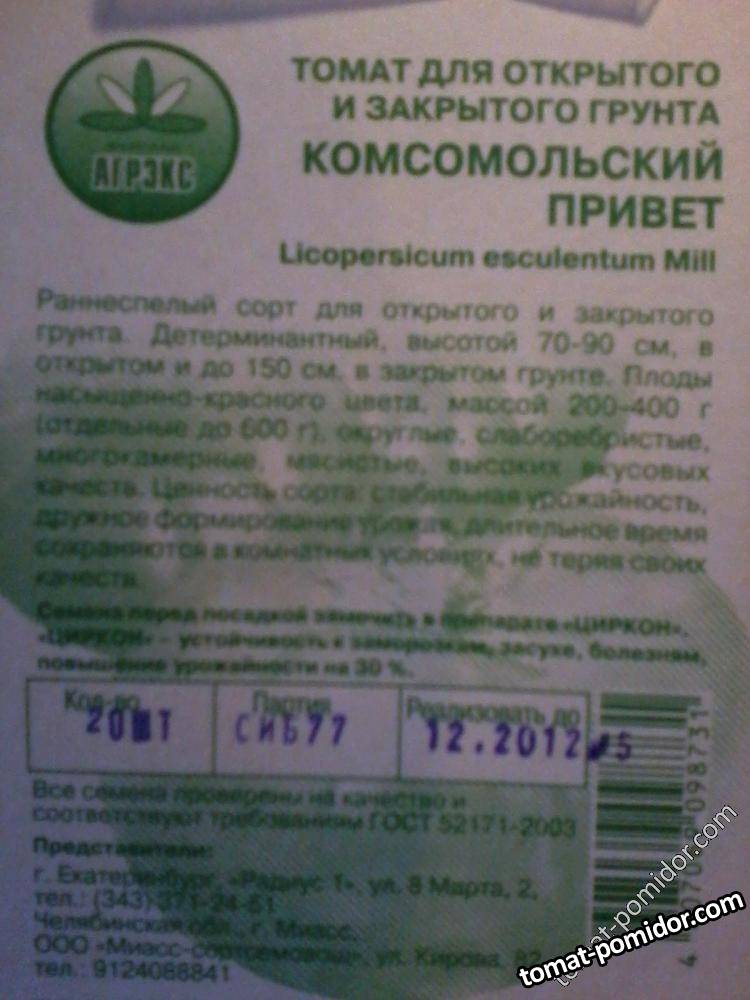 АГРЭКС
ТОМАТ ДЛЯ ОТКРЫТОГО
И ЗАКРЫТОГО ГРУНТА
КОМСОМОЛЬСКИЙ
ПРИВЕТ
Licopersicum esculentum Mill
Раннеспелый сорт для открытого и закрытого
грунта. Детерминантный, высотой 70-90 см, в
открытом и до 150 см, в закрытом грунте. Плоды
насыщенно-красного цвета, массой 200-400 г
(отдельные до 600 г), округлые, слаборебристые,
многокамерные, мясистые, высоких вкусовых
качеств. Ценность сорта: стабильная урожайность,
дружное формирование урожая, длительное время
сохраняются в комнатных условиях, не теряя своих
качеств.
Семена перед посадкой замочить в препарате «ЦИРКОН».
«ЦИРКОН» – устойчивость к заморозкам, засухе, болезням,
повышение урожайности на 30 %.
Кол-во Партия Реализовать до
20ШТ СИБ77 12.2012
Все семена проверены на качество и
соответствуют требованиям ГОСТ 52171-2003
Представители:
г. Екатеринбург, «Радиус 1», ул. 8 Марта, 2,
тел.: (343) 371-24-61
Челябинская обл., г. Миасс,
ООО «Миасс-сортсемовощ», ул. Кирова, 82
тел.: 9124088841
098731
tomat-pomidor.com
tomat-pomidor.com